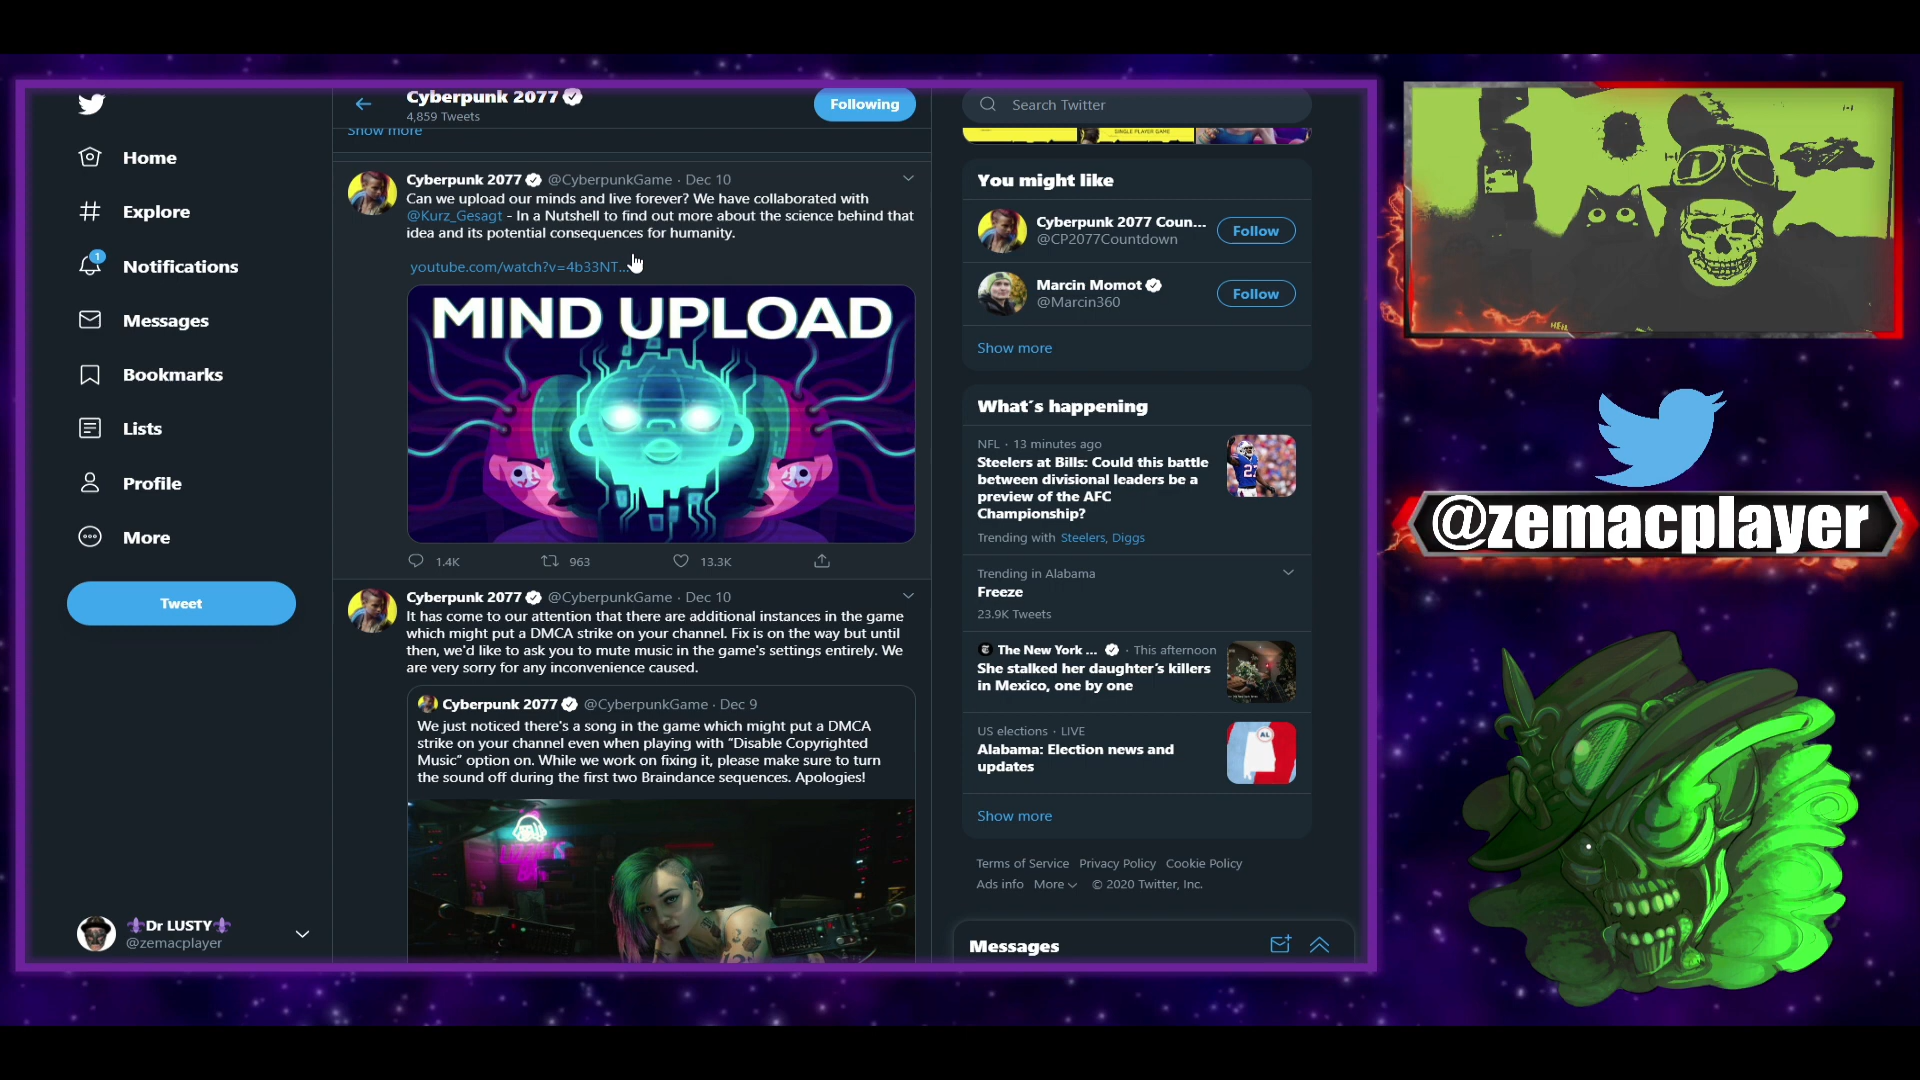 Home
Explore
1
Notifications
Messages
Bookmarks
Lists
Profile
More
Tweet
⚜Dr LUSTY⚜
@zemacplayer
Cyberpunk 2077
4,859 Tweets
Following
Show more
Cyberpunk 2077 @CyberpunkGame · Dec 10
Can we upload our minds and live forever? We have collaborated with
@Kurz_Gesagt - In a Nutshell to find out more about the science behind that
idea and its potential consequences for humanity.
youtube.com/watch?v=4b33NT...
MIND UPLOAD
1.4K 963 13.3K
Cyberpunk 2077 @CyberpunkGame · Dec 10
It has come to our attention that there are additional instances in the game
which might put a DMCA strike on your channel. Fix is on the way but until
then, we'd like to ask you to mute music in the game's settings entirely. We
are very sorry for any inconvenience caused.
Cyberpunk 2077 @CyberpunkGame · Dec 9
We just noticed there's a song in the game which might put a DMCA
strike on your channel even when playing with "Disable Copyrighted
Music" option on. While we work on fixing it, please make sure to turn
the sound off during the first two Braindance sequences. Apologies!
Search Twitter
SINGLE PLAYER GAME
You might like
Cyberpunk 2077 Coun...
@CP2077Countdown
Follow
Marcin Momot
@Marcin360
Follow
Show more
What's happening
NFL · 13 minutes ago
Steelers at Bills: Could this battle
between divisional leaders be a
preview of the AFC
Championship?
Trending with Steelers, Diggs
Trending in Alabama
Freeze
23.9K Tweets
The New York ... · This afternoon
She stalked her daughter's killers
in Mexico, one by one
US elections · LIVE
Alabama: Election news and
updates
AL
Show more
Terms of Service Privacy Policy Cookie Policy
Ads info More © 2020 Twitter, Inc.
Messages
@zemacplayer